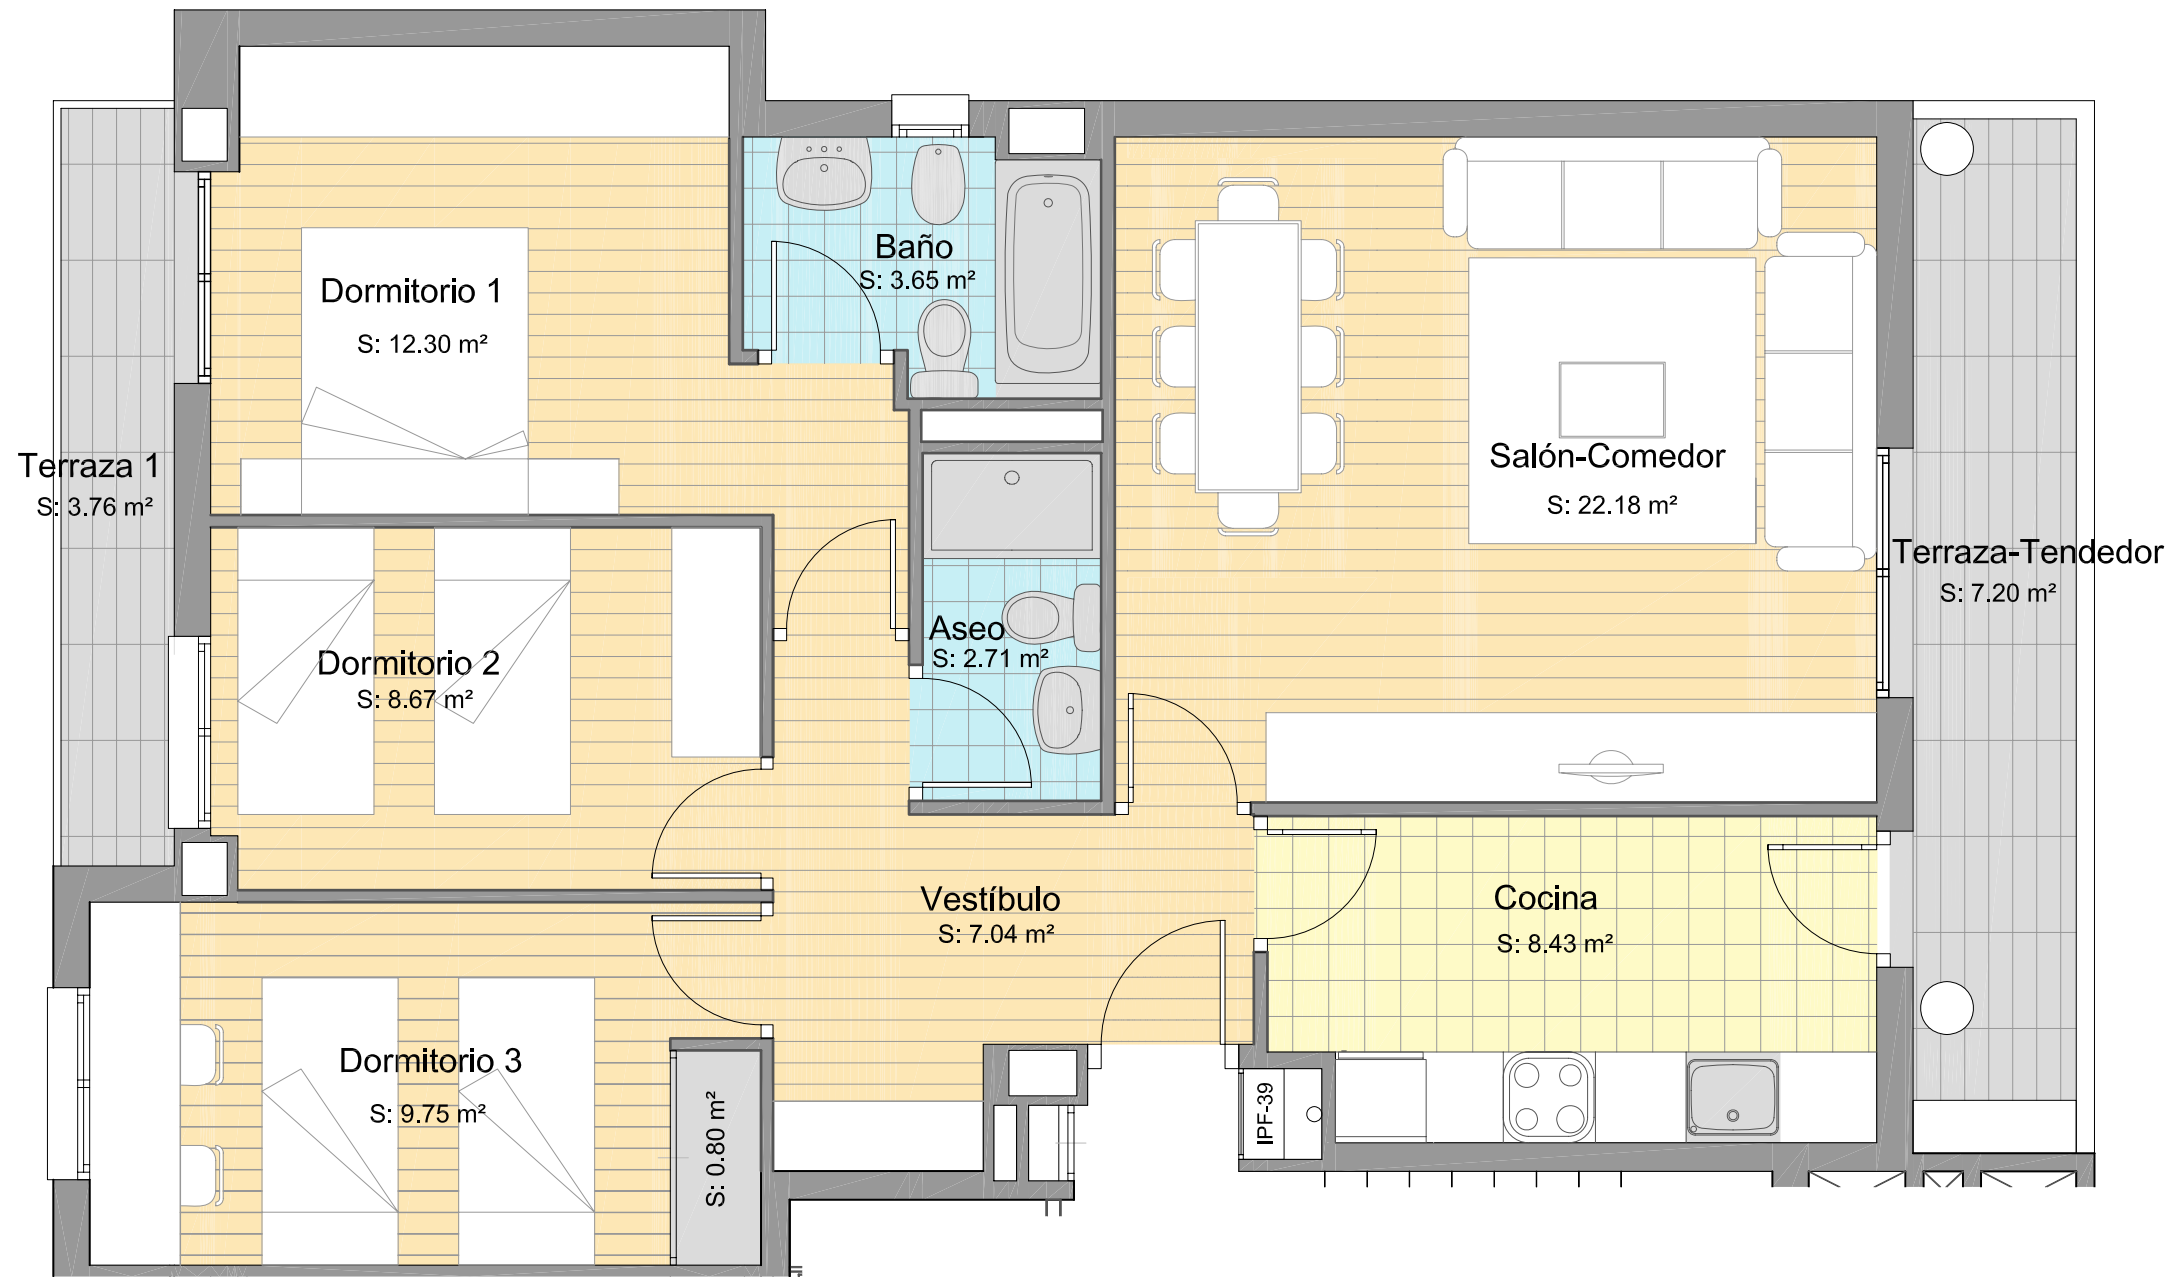 Baño
S: 3.65 m²
Dormitorio 1
S: 12.30 m²
Terraza 1
S: 3.76 m²
Salón-Comedor
S: 22.18 m²
Terraza-Tendedor
S: 7.20 m²
Aseo
S: 2.71 m²
Dormitorio 2
S: 8.67 m²
Vestíbulo
S: 7.04 m²
Cocina
S: 8.43 m²
Dormitorio 3
S: 9.75 m²
S: 0.80 m²
IPF-39